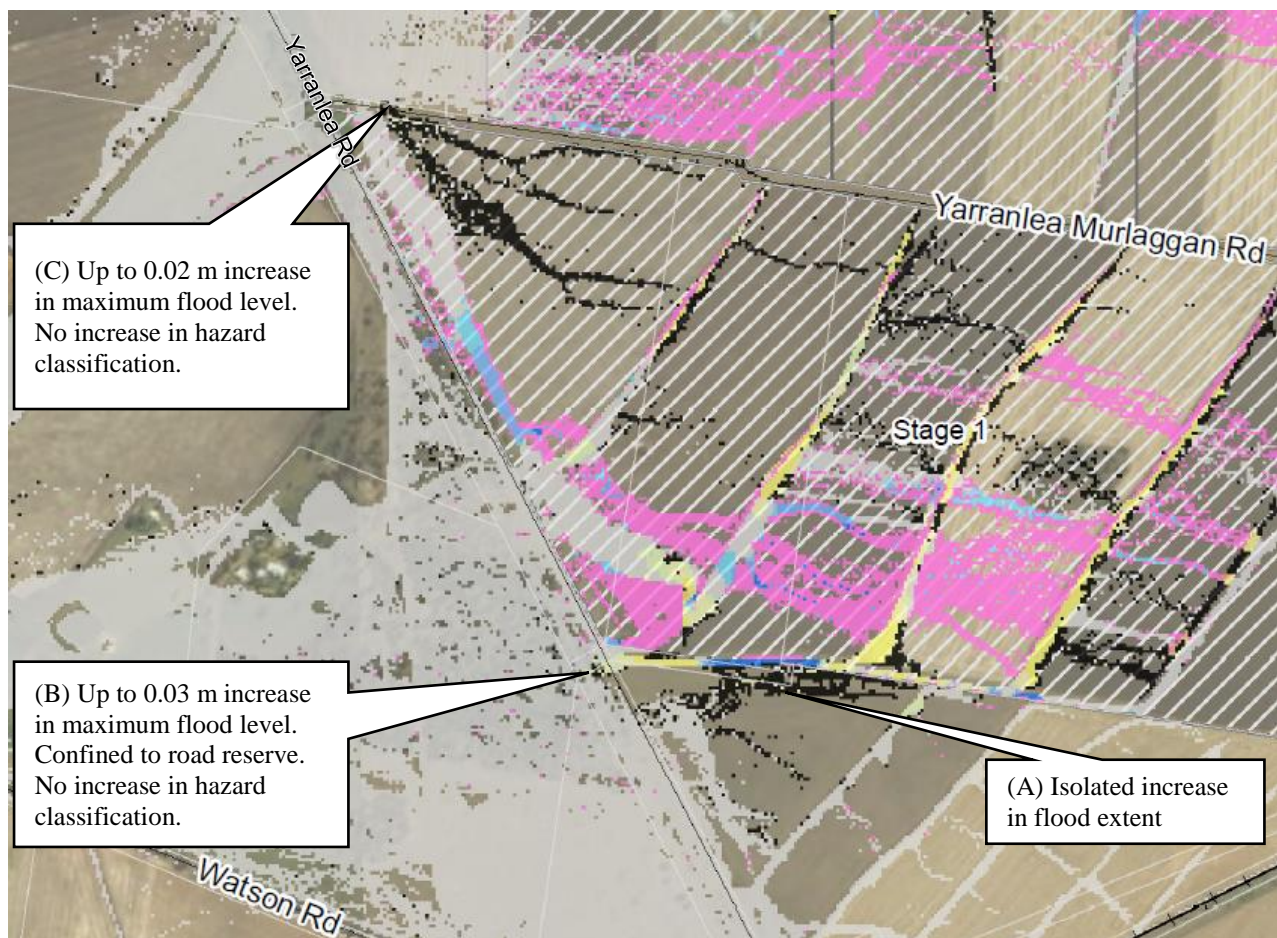 Yarranlea Rd
(C) Up to 0.02 m increase
in maximum flood level.
No increase in hazard
classification.
Yarranlea Murlaggan Rd
Stage 1
(B) Up to 0.03 m increase
in maximum flood level.
Confined to road reserve.
No increase in hazard
classification.
(A) Isolated increase
in flood extent
Watson Rd